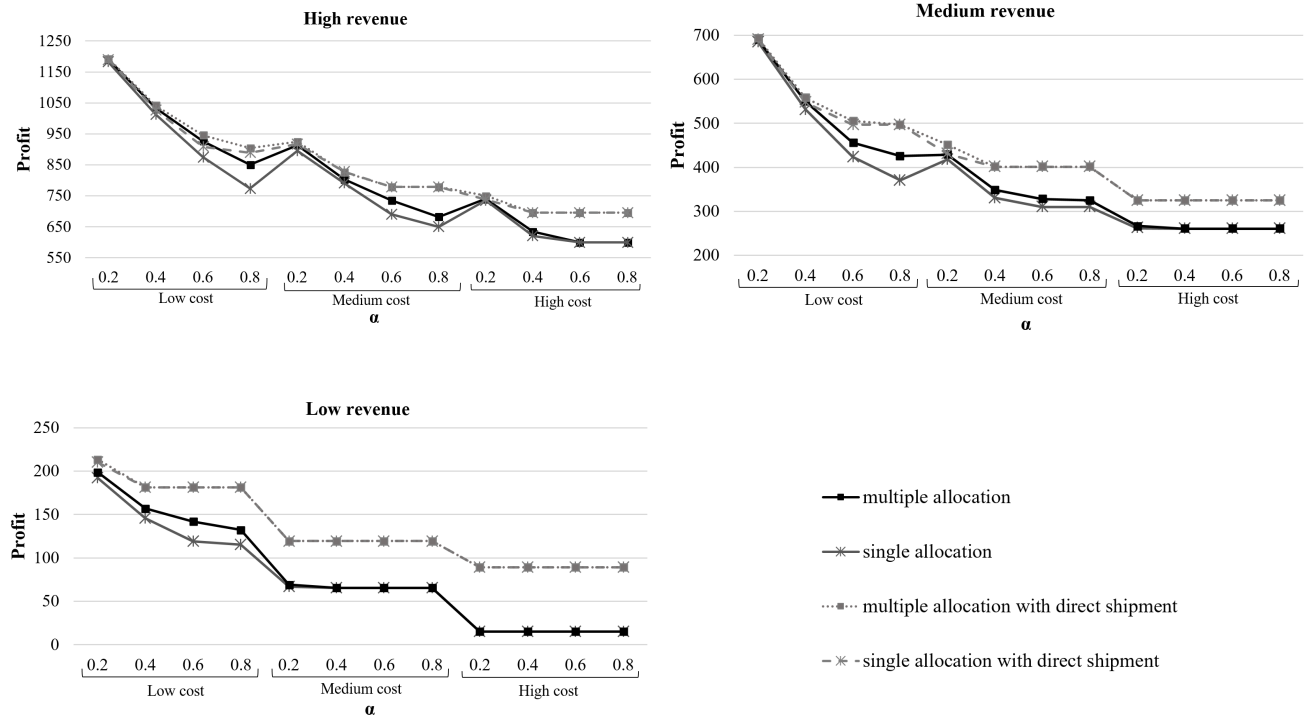 High revenue
Profit
1250
1150
1050
950
850
750
650
550
0.2 0.4 0.6 0.8 0.2 0.4 0.6 0.8 0.2 0.4 0.6 0.8
Low cost Medium cost High cost
α
Medium revenue
Profit
700
600
500
400
300
200
0.2 0.4 0.6 0.8 0.2 0.4 0.6 0.8 0.2 0.4 0.6 0.8
Low cost Medium cost High cost
α
Low revenue
Profit
250
200
150
100
50
0
0.2 0.4 0.6 0.8 0.2 0.4 0.6 0.8 0.2 0.4 0.6 0.8
Low cost Medium cost High cost
α
multiple allocation
single allocation
multiple allocation with direct shipment
single allocation with direct shipment